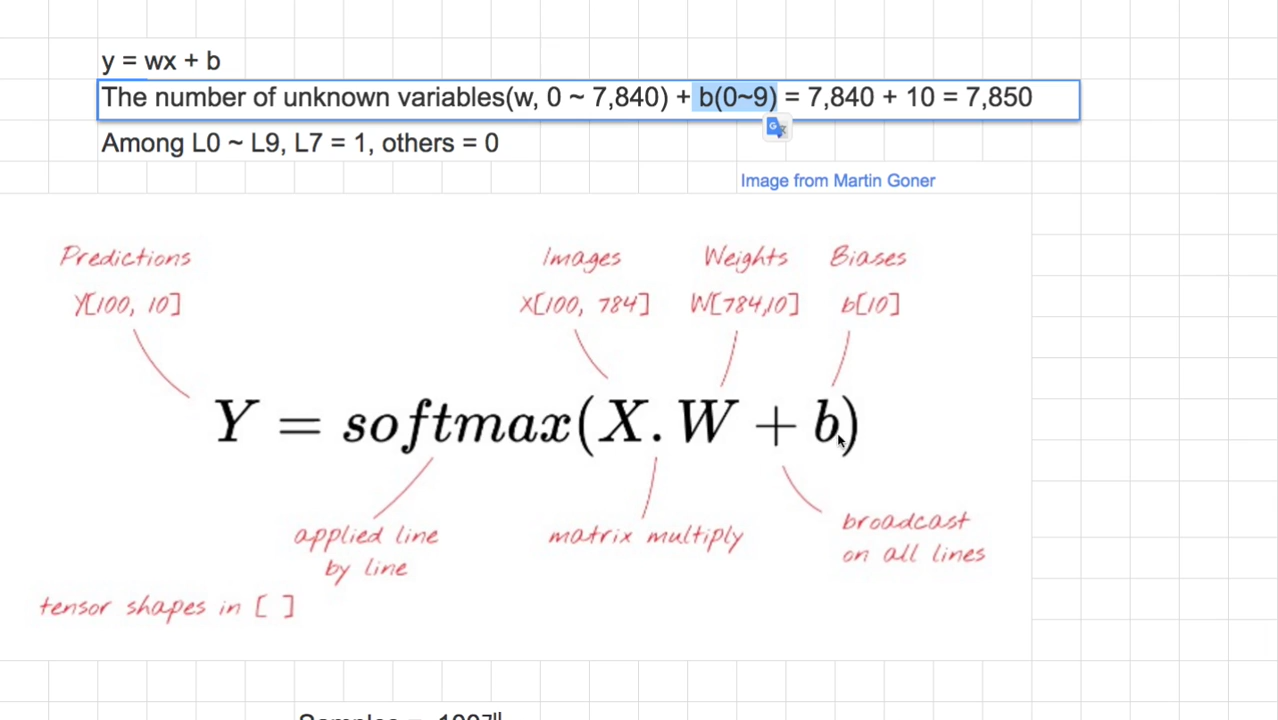 y = wx + b
The number of unknown variables(w, 0 ~ 7,840) + b(0~9) = 7,840 + 10 = 7,850
Among L0 ~ L9, L7 = 1, others = 0
Image from Martin Goner
Predictions Images Weights Biases
Y[100, 10] X[100, 784] W[784,10] b[10]
Y = softmax(X.W + b)
applied line
by line
matrix multiply
broadcast
on all lines
tensor shapes in [ ]